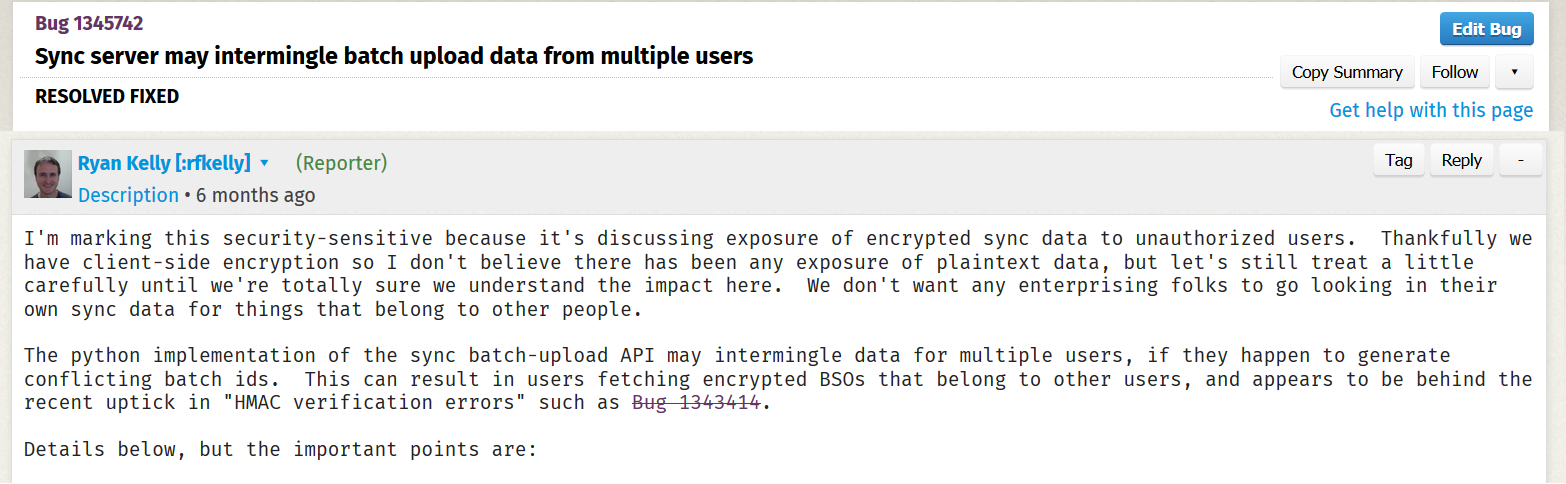 Bug 1345742
Edit Bug
Sync server may intermingle batch upload data from multiple users
Copy Summary
Follow
▾
RESOLVED FIXED
Get help with this page
Ryan Kelly [:rfkelly] ▾ (Reporter)
Tag
Reply
-
Description • 6 months ago
I'm marking this security-sensitive because it's discussing exposure of encrypted sync data to unauthorized users.  Thankfully we
have client-side encryption so I don't believe there has been any exposure of plaintext data, but let's still treat a little
carefully until we're totally sure we understand the impact here.  We don't want any enterprising folks to go looking in their
own sync data for things that belong to other people.
The python implementation of the sync batch-upload API may intermingle data for multiple users, if they happen to generate
conflicting batch ids.  This can result in users fetching encrypted BSOs that belong to other users, and appears to be behind the
recent uptick in "HMAC verification errors" such as Bug 1343414.
Details below, but the important points are: